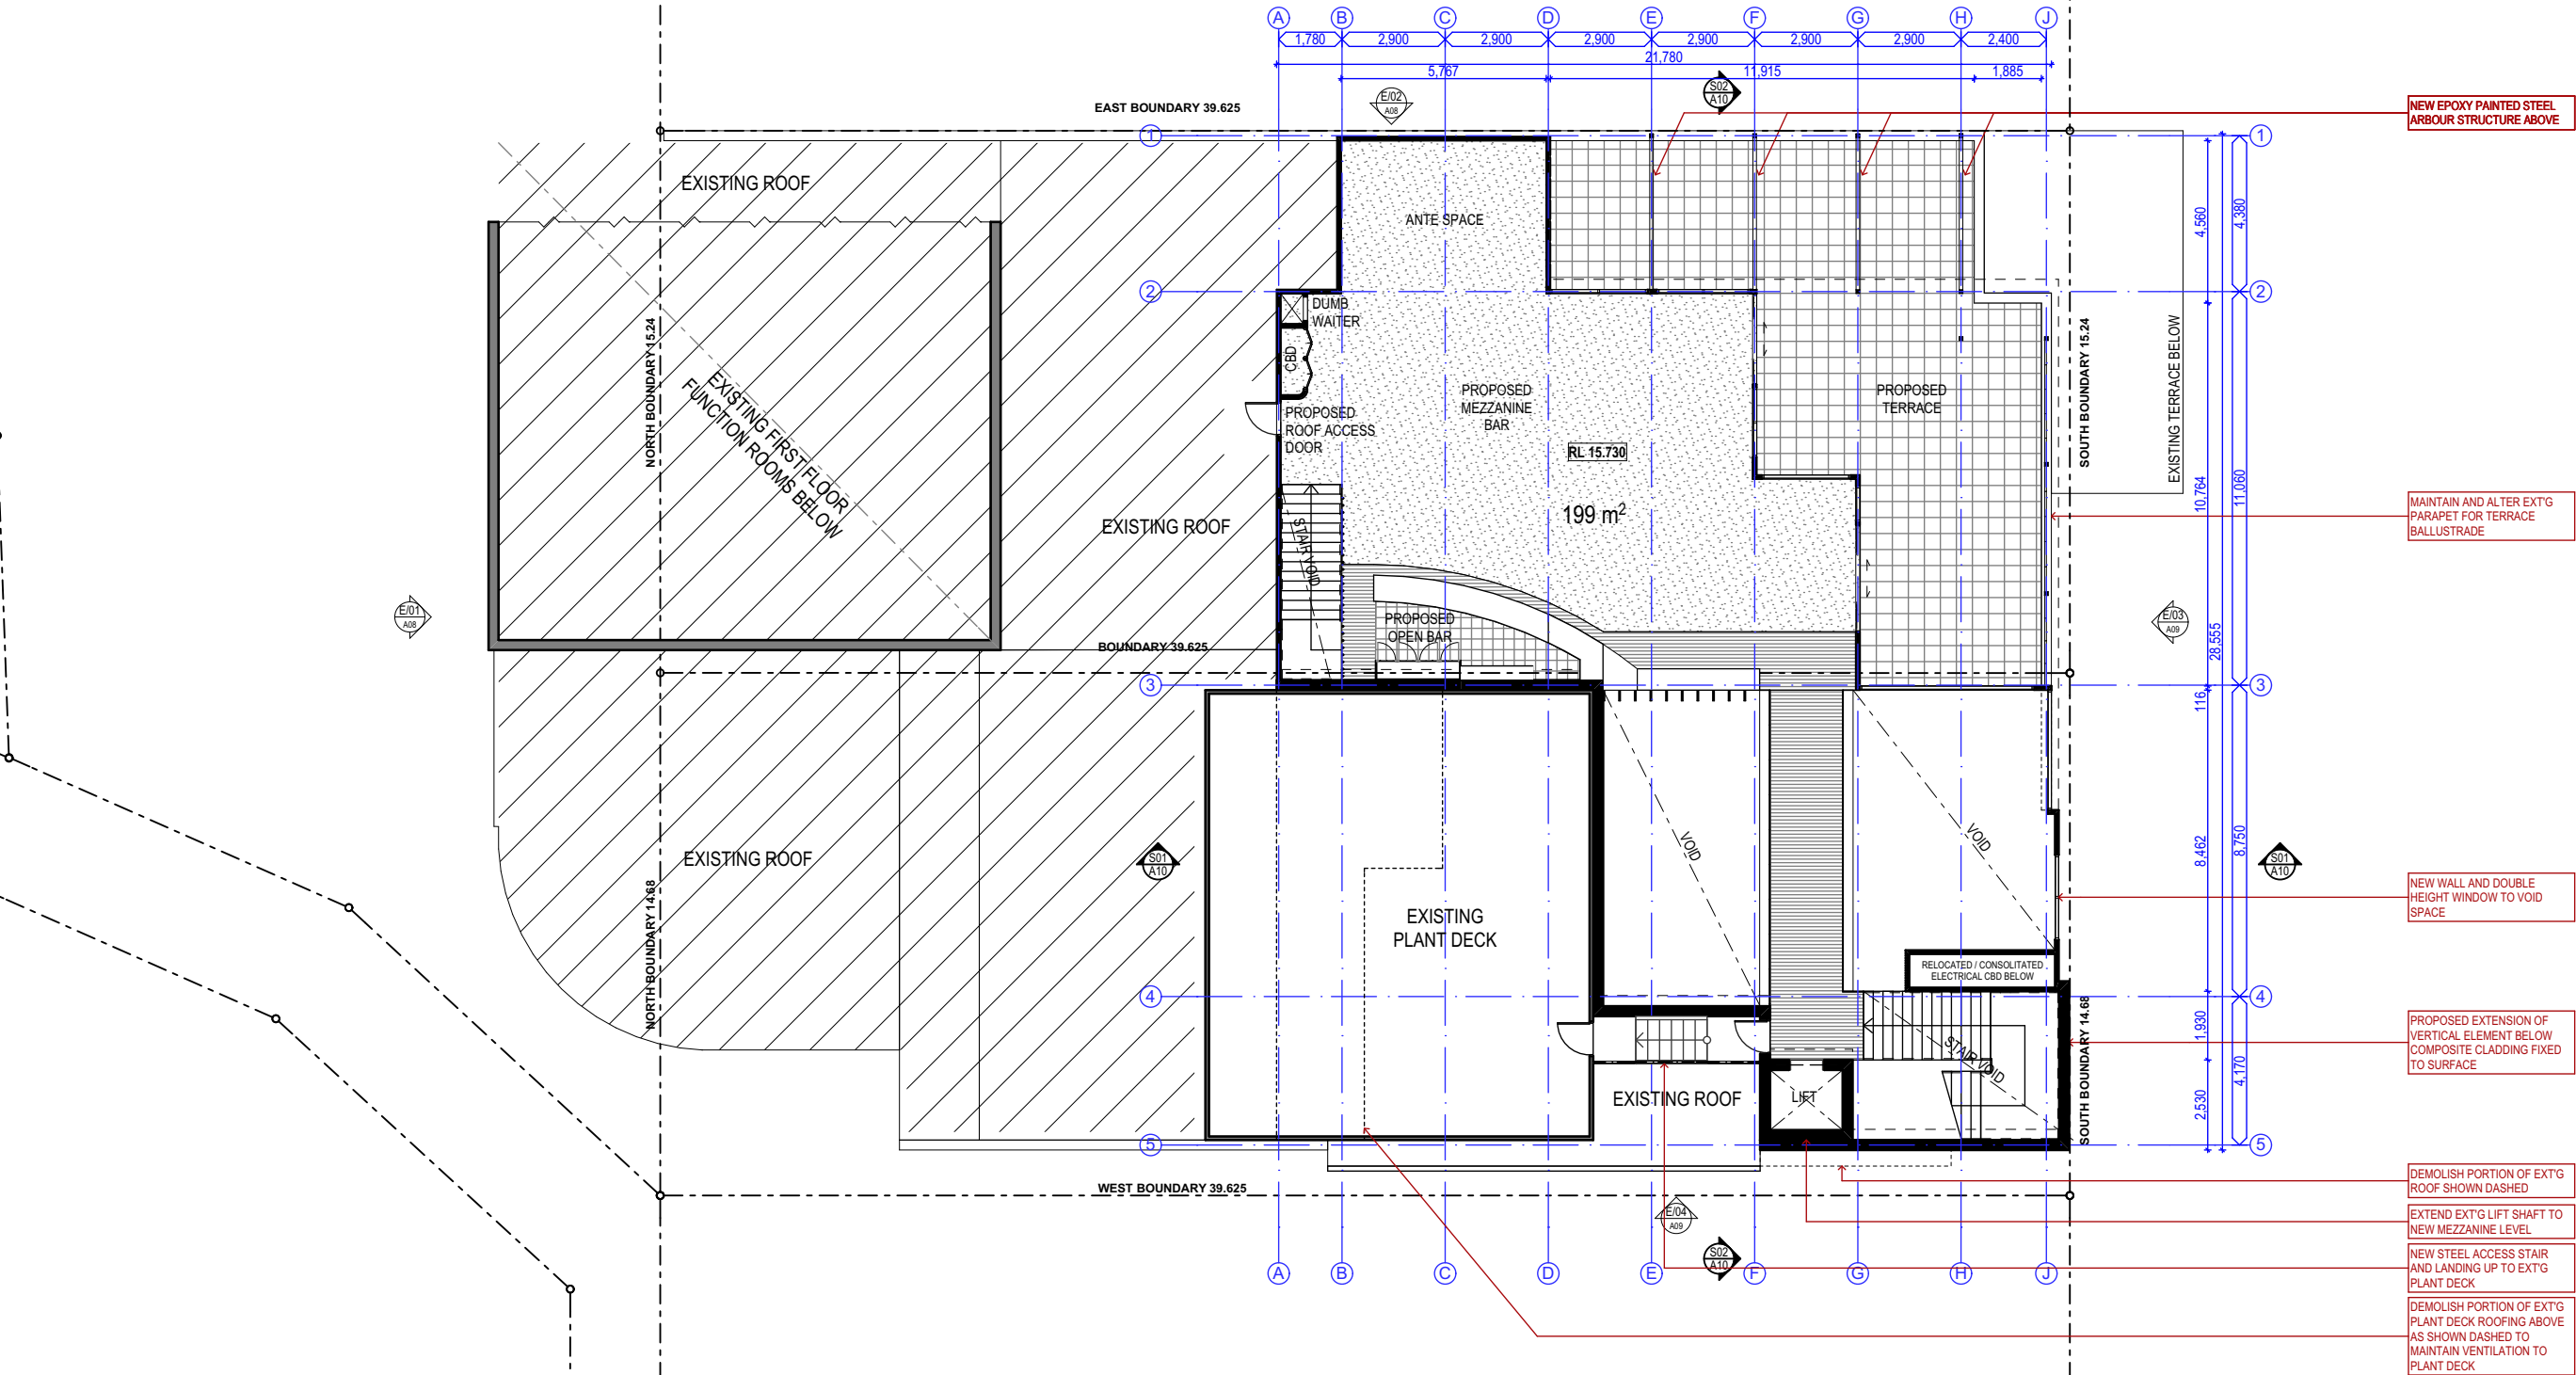 A B C D E F G H J
1,780 2,900 2,900 2,900 2,900 2,900 2,900 2,400
21,780
5,767 11,915 1,885
E/02
A08
S02
A10
EAST BOUNDARY 39.625
NEW EPOXY PAINTED STEEL
ARBOUR STRUCTURE ABOVE
1
1
EXISTING ROOF
ANTE SPACE
4,560
4,380
2
2
DUMB
WAITER
CBD
NORTH BOUNDARY 15.24
SOUTH BOUNDARY 15.24
EXISTING TERRACE BELOW
EXISTING FIRST FLOOR
FUNCTION ROOMS BELOW
PROPOSED
ROOF ACCESS
DOOR
PROPOSED
MEZZANINE
BAR
PROPOSED
TERRACE
RL 15.730
199 m²
EXISTING ROOF
STAIR VOID
10,764
11,060
28,555
MAINTAIN AND ALTER EXT'G
PARAPET FOR TERRACE
BALLUSTRADE
E/01
A08
PROPOSED
OPEN BAR
E/03
A09
BOUNDARY 39.625
3
3
116
EXISTING ROOF
S01
A10
VOID
VOID
8,462
8,750
S01
A10
NEW WALL AND DOUBLE
HEIGHT WINDOW TO VOID
SPACE
EXISTING
PLANT DECK
NORTH BOUNDARY 14.68
RELOCATED / CONSOLITATED
ELECTRICAL CBD BELOW
4
4
SOUTH BOUNDARY 14.68
PROPOSED EXTENSION OF
VERTICAL ELEMENT BELOW
COMPOSITE CLADDING FIXED
TO SURFACE
STAIR VOID
1,930
4,170
2,530
EXISTING ROOF
LIFT
5
5
DEMOLISH PORTION OF EXT'G
ROOF SHOWN DASHED
WEST BOUNDARY 39.625
E/04
A09
EXTEND EXT'G LIFT SHAFT TO
NEW MEZZANINE LEVEL
S02
A10
NEW STEEL ACCESS STAIR
AND LANDING UP TO EXT'G
PLANT DECK
A B C D E F G H J
DEMOLISH PORTION OF EXT'G
PLANT DECK ROOFING ABOVE
AS SHOWN DASHED TO
MAINTAIN VENTILATION TO
PLANT DECK